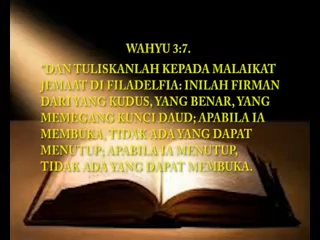 WAHYU 3:7.
"DAN TULISKANLAH KEPADA MALAIKAT
JEMAAT DI FILADELFIA: INILAH FIRMAN
DARI YANG KUDUS, YANG BENAR, YANG
MEMEGANG KUNCI DAUD; APABILA IA
MEMBUKA, TIDAK ADA YANG DAPAT
MENUTUP; APABILA IA MENUTUP,
TIDAK ADA YANG DAPAT MEMBUKA.